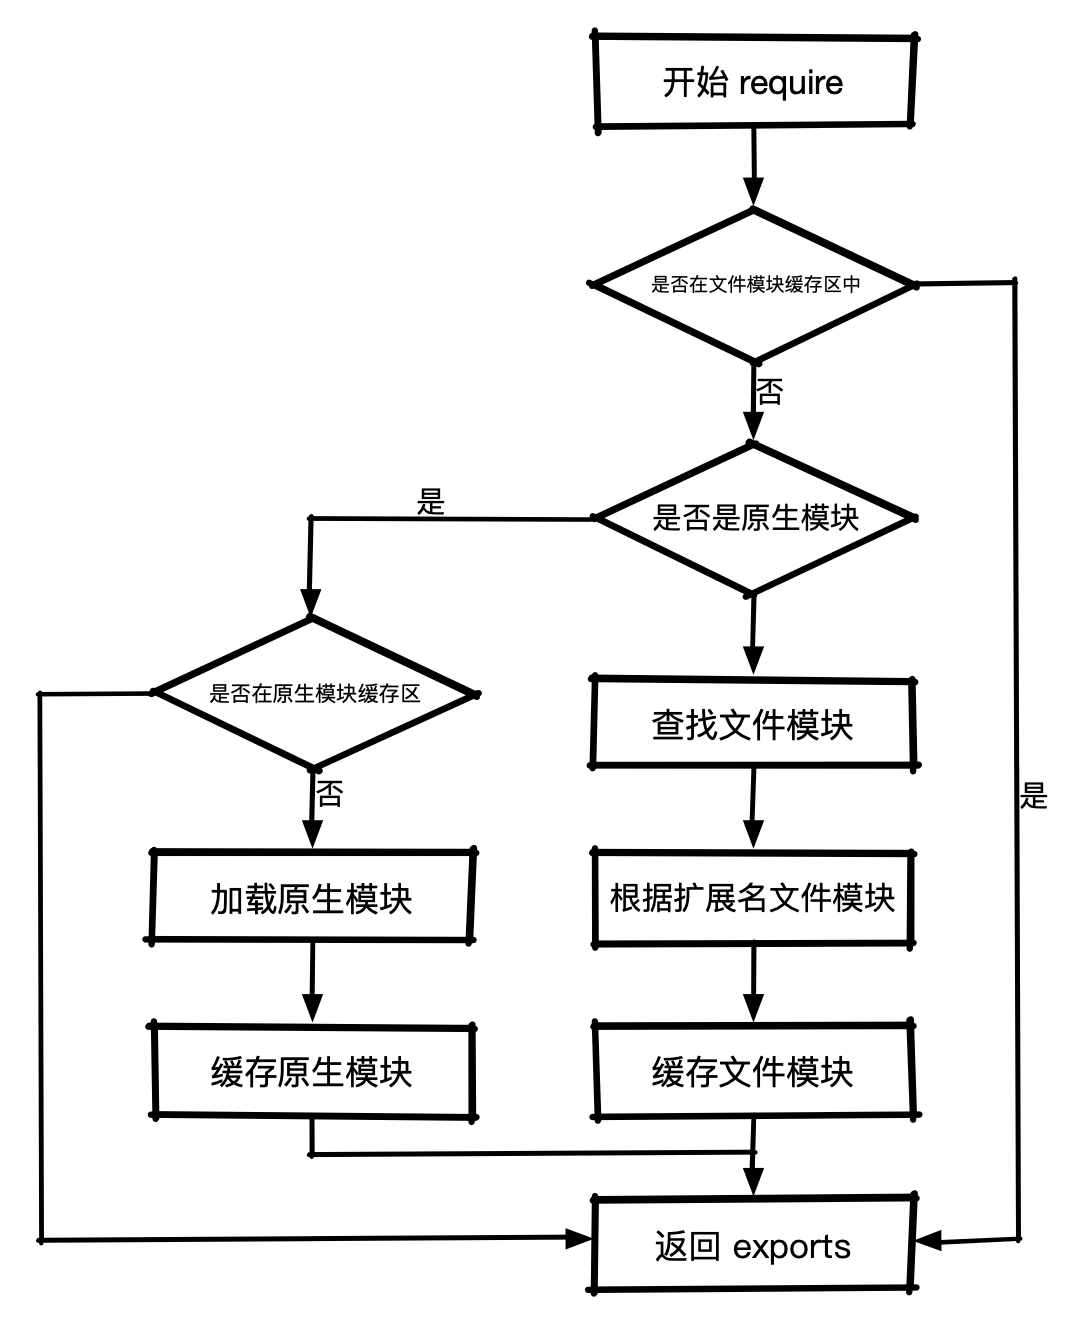 开始 require
是否在文件模块缓存区中
否
是否是原生模块
是
是否在原生模块缓存区
查找文件模块
否
是
加载原生模块
根据扩展名文件模块
缓存原生模块
缓存文件模块
返回 exports